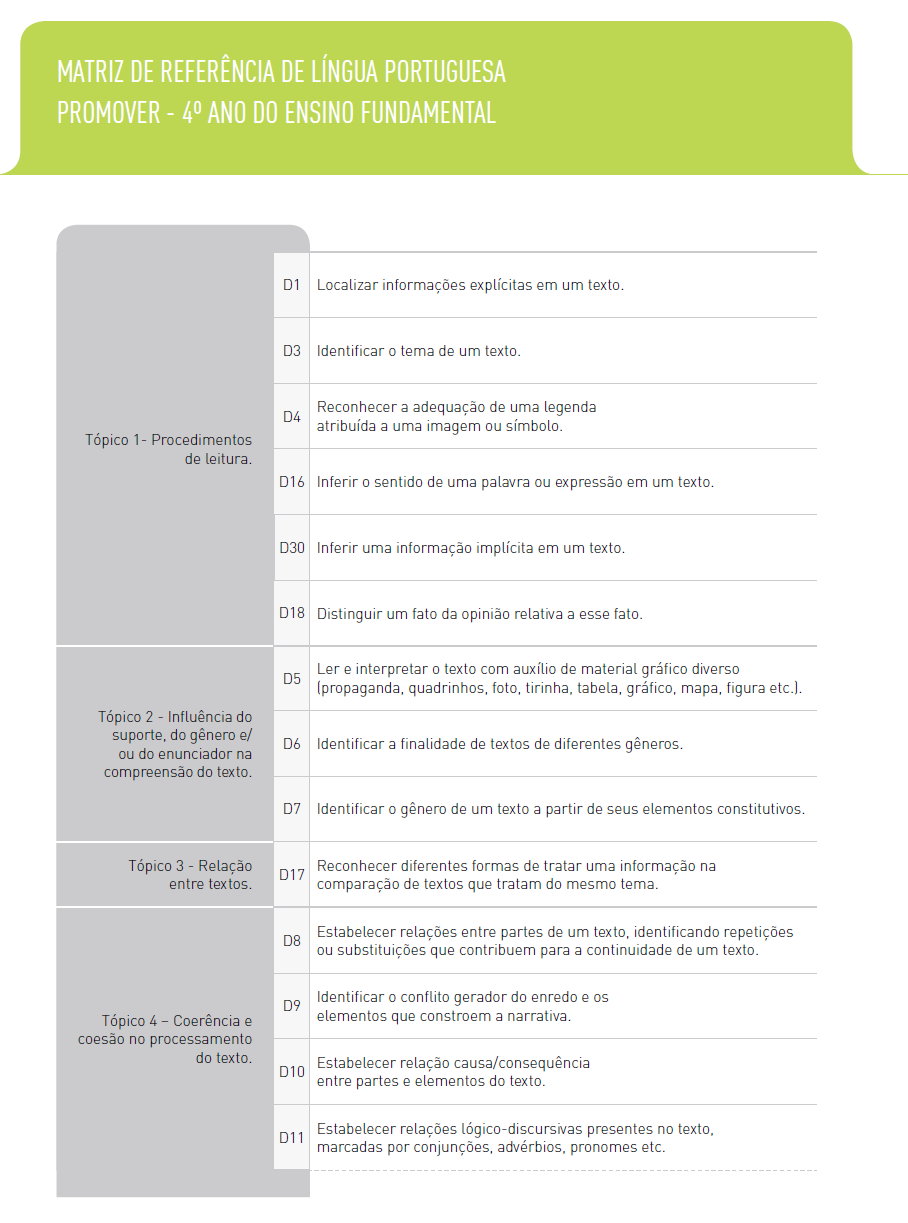 MATRIZ DE REFERÊNCIA DE LÍNGUA PORTUGUESA
PROMOVER - 4º ANO DO ENSINO FUNDAMENTAL
Tópico 1- Procedimentos
de leitura.
D1
Localizar informações explícitas em um texto.
D3
Identificar o tema de um texto.
D4
Reconhecer a adequação de uma legenda
atribuída a uma imagem ou símbolo.
D16
Inferir o sentido de uma palavra ou expressão em um texto.
D30
Inferir uma informação implícita em um texto.
D18
Distinguir um fato da opinião relativa a esse fato.
Tópico 2 - Influência do
suporte, do gênero e/
ou do enunciador na
compreensão do texto.
D5
Ler e interpretar o texto com auxílio de material gráfico diverso
(propaganda, quadrinhos, foto, tirinha, tabela, gráfico, mapa, figura etc.).
D6
Identificar a finalidade de textos de diferentes gêneros.
D7
Identificar o gênero de um texto a partir de seus elementos constitutivos.
Tópico 3 - Relação
entre textos.
D17
Reconhecer diferentes formas de tratar uma informação na
comparação de textos que tratam do mesmo tema.
Tópico 4 – Coerência e
coesão no processamento
do texto.
D8
Estabelecer relações entre partes de um texto, identificando repetições
ou substituições que contribuem para a continuidade de um texto.
D9
Identificar o conflito gerador do enredo e os
elementos que constroem a narrativa.
D10
Estabelecer relação causa/consequência
entre partes e elementos do texto.
D11
Estabelecer relações lógico-discursivas presentes no texto,
marcadas por conjunções, advérbios, pronomes etc.